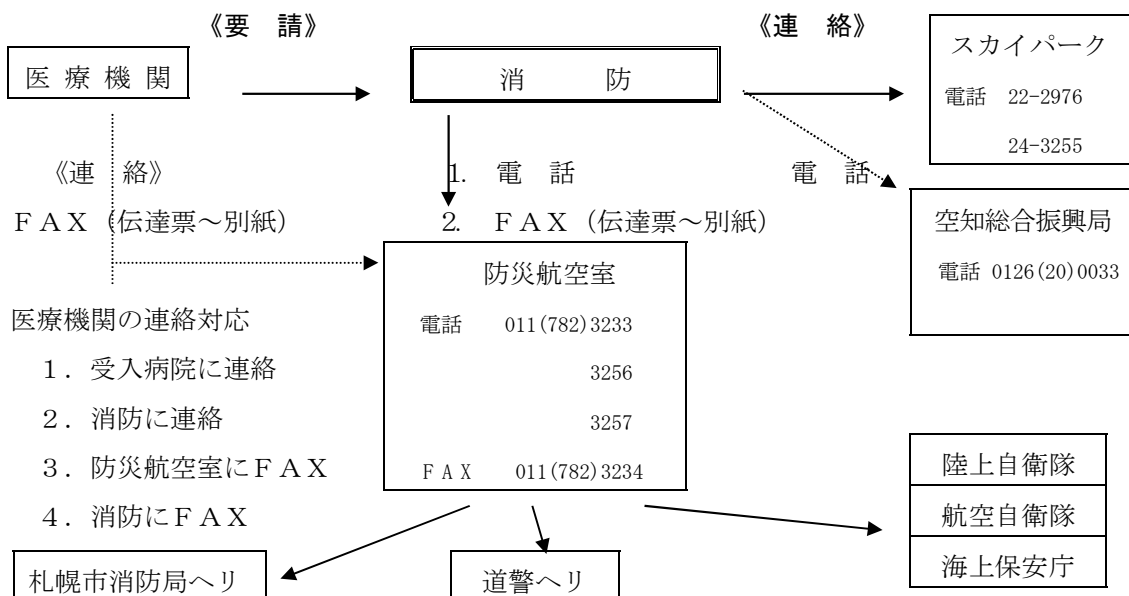 《要　請》
《連　絡》
医 療 機 関
消　　　防
スカイパーク
電話　22-2976
24-3255
《連　絡》
ＦＡＸ（伝達票～別紙）
1.　電　話
2.　ＦＡＸ（伝達票～別紙）
電　話
空知総合振興局
電話 0126(20)0033
防災航空室
電話　011(782)3233
3256
3257
ＦＡＸ　011(782)3234
医療機関の連絡対応
１．受入病院に連絡
２．消防に連絡
３．防災航空室にＦＡＸ
４．消防にＦＡＸ
陸上自衛隊
航空自衛隊
海上保安庁
札幌市消防局ヘリ
道警ヘリ